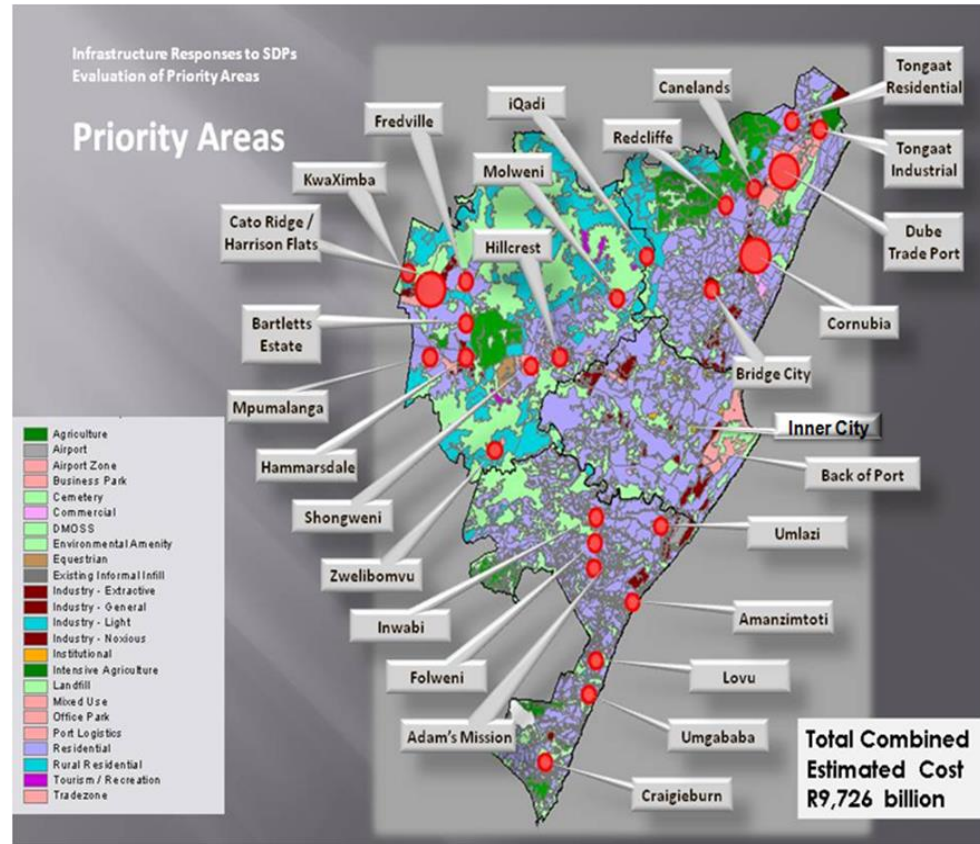 Infrastructure Responses to SDPs
Evaluation of Priority Areas
Priority Areas
Fredville
KwaXimba
Cato Ridge /
Harrison Flats
Bartletts
Estate
Mpumalanga
Hammarsdale
Shongweni
Zwelibomvu
Inwabi
Folweni
Adam's Mission
iQadi
Molweni
Hillcrest
Canelands
Redcliffe
Tongaat
Residential
Tongaat
Industrial
Dube
Trade Port
Cornubia
Bridge City
Inner City
Back of Port
Umlazi
Amanzimtoti
Lovu
Umgababa
Craigieburn
Agriculture
Airport
Airport Zone
Business Park
Cemetery
Commercial
DMOSS
Environmental Amenity
Equestrian
Existing Informal Infill
Industry - Extractive
Industry - General
Industry - Light
Industry - Noxious
Institutional
Intensive Agriculture
Landfill
Mixed Use
Office Park
Port Logistics
Residential
Rural Residential
Tourism / Recreation
Tradezone
Total Combined
Estimated Cost
R9,726 billion